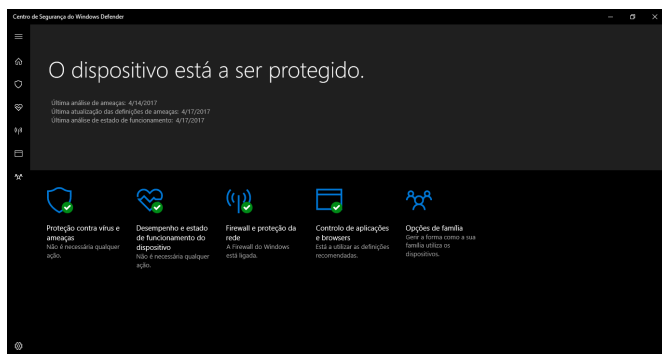 Centro de Segurança do Windows Defender
O dispositivo está a ser protegido.
Última análise de ameaças: 4/14/2017
Última atualização das definições de ameaças: 4/17/2017
Última análise de estado de funcionamento: 4/17/2017
Proteção contra vírus e
ameaças
Não é necessária qualquer
ação.
Desempenho e estado
de funcionamento do
dispositivo
Não é necessária qualquer
ação.
Firewall e proteção da
rede
A Firewall do Windows
está ligada.
Controlo de aplicações
e browsers
Está a utilizar as definições
recomendadas.
Opções de família
Gerir a forma como a sua
família utiliza os
dispositivos.